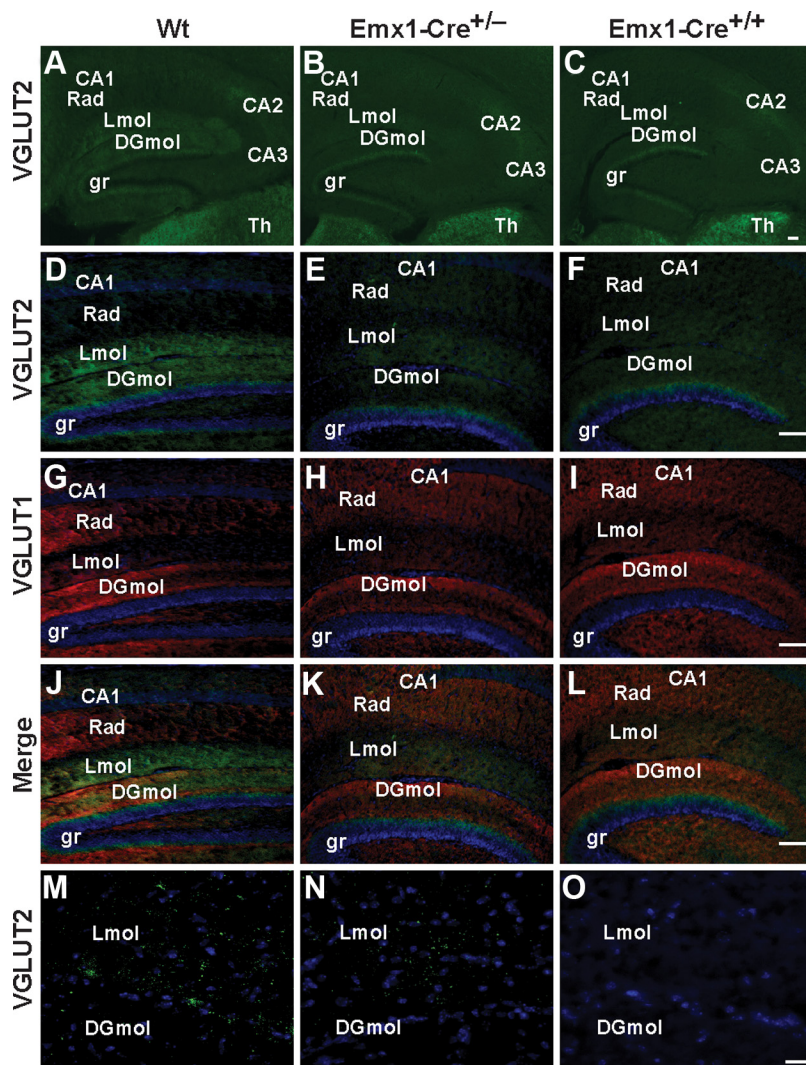 Wt Emx1-Cre+/– Emx1-Cre+/+
VGLUT2
A CA1 Rad Lmol DGmol CA2 CA3 gr Th
B CA1 Rad Lmol DGmol CA2 CA3 gr Th
C CA1 Rad Lmol DGmol CA2 CA3 gr Th
VGLUT2
D CA1 Rad Lmol DGmol gr
E CA1 Rad Lmol DGmol gr
F CA1 Rad Lmol DGmol gr
VGLUT1
G CA1 Rad Lmol DGmol gr
H CA1 Rad Lmol DGmol gr
I CA1 Rad Lmol DGmol gr
Merge
J CA1 Rad Lmol DGmol gr
K CA1 Rad Lmol DGmol gr
L CA1 Rad Lmol DGmol gr
VGLUT2
M Lmol DGmol
N Lmol DGmol
O Lmol DGmol